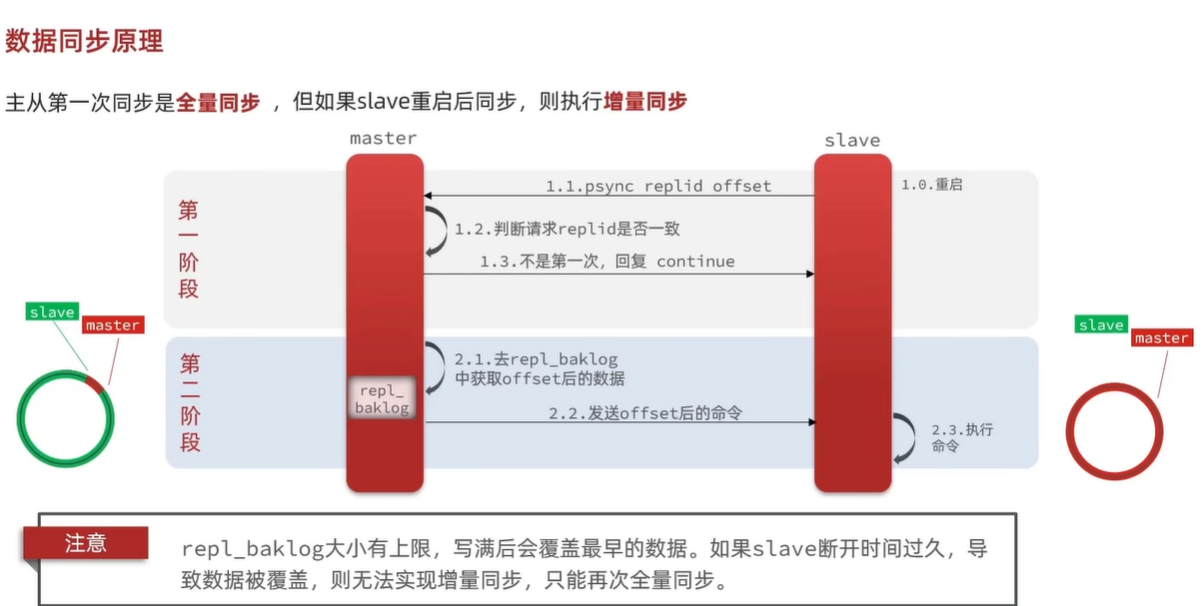 数据同步原理
主从第一次同步是全量同步 ，但如果slave重启后同步，则执行增量同步
master
slave
第一阶段
1.0.重启
1.1.psync replid offset
1.2.判断请求replid是否一致
1.3.不是第一次，回复 continue
slave
master
第二阶段
2.1.去repl_baklog
中获取offset后的数据
repl_
baklog
2.2.发送offset后的命令
2.3.执行
命令
slave
master
注意
repl_baklog大小有上限，写满后会覆盖最早的数据。如果slave断开时间过久，导
致数据被覆盖，则无法实现增量同步，只能再次全量同步。